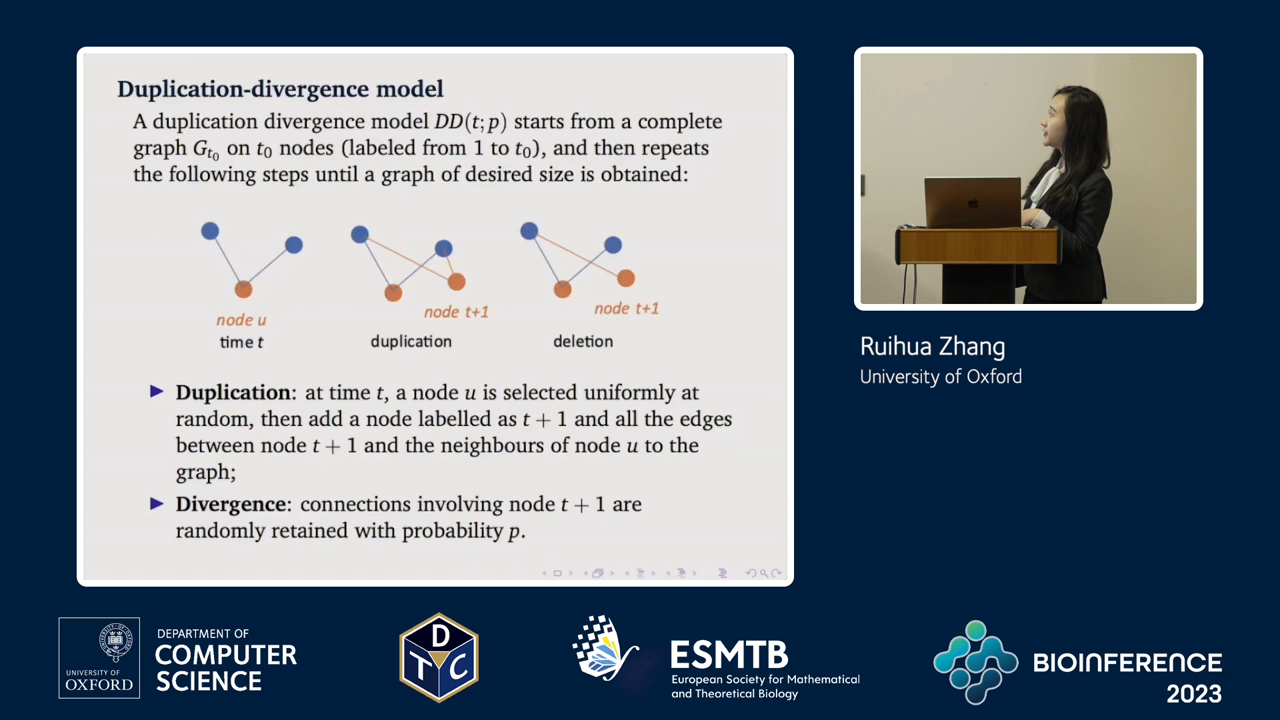 Duplication-divergence model
A duplication divergence model DD(t; p) starts from a complete
graph Gt₀ on t₀ nodes (labeled from 1 to t₀), and then repeats
the following steps until a graph of desired size is obtained:
node u
time t
node t+1
duplication
node t+1
deletion
Duplication: at time t, a node u is selected uniformly at
random, then add a node labelled as t + 1 and all the edges
between node t + 1 and the neighbours of node u to the
graph;
Divergence: connections involving node t + 1 are
randomly retained with probability p.
Ruihua Zhang
University of Oxford
UNIVERSITY OF
OXFORD
DEPARTMENT OF
COMPUTER
SCIENCE
D
T C
ESMTB
European Society for Mathematical
and Theoretical Biology
BIOINFERENCE
2023